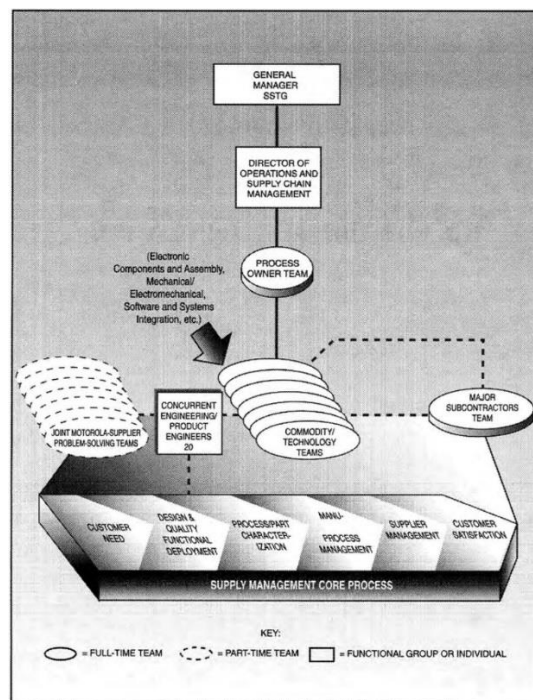 GENERAL
MANAGER
SSTG
DIRECTOR OF
OPERATIONS AND
SUPPLY CHAIN
MANAGEMENT
(Electronic
Components and Assembly,
Mechanical/
Electromechanical,
Software and Systems
Integration, etc.)
PROCESS
OWNER TEAM
JOINT MOTOROLA-SUPPLIER
PROBLEM-SOLVING TEAMS
CONCURRENT
ENGINEERING/
PRODUCT
ENGINEERS
20
COMMODITY/
TECHNOLOGY
TEAMS
MAJOR
SUBCONTRACTORS
TEAM
CUSTOMER
NEED
DESIGN &
QUALITY
FUNCTIONAL
DEPLOYMENT
PROCESS/PART
CHARACTER-
IZATION
MANU-
PROCESS
MANAGEMENT
SUPPLIER
MANAGEMENT
CUSTOMER
SATISFACTION
SUPPLY MANAGEMENT CORE PROCESS
KEY:
= FULL-TIME TEAM = PART-TIME TEAM = FUNCTIONAL GROUP OR INDIVIDUAL